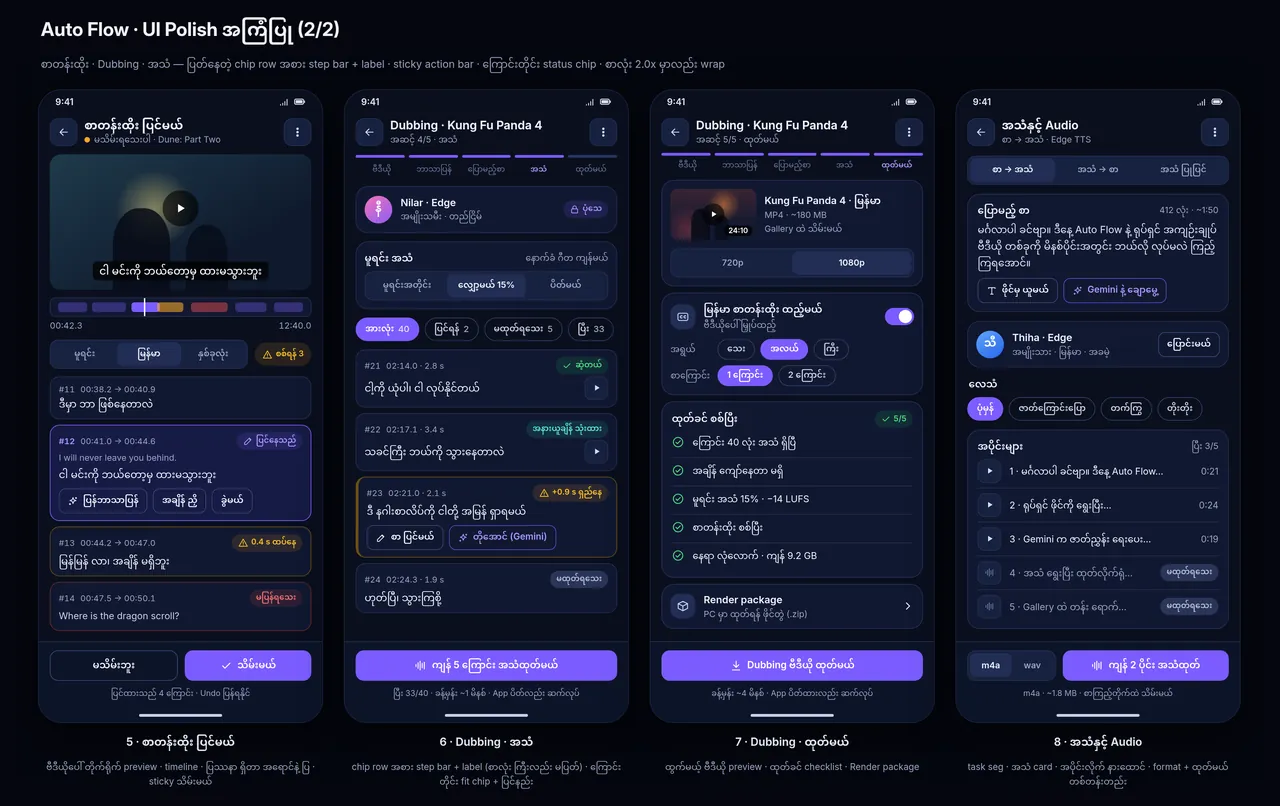 Auto Flow · UI Polish အကြံပြု (2/2)
စာတန်းထိုး · Dubbing · အသံ — ပြတ်နေတဲ့ chip row အစား step bar + label · sticky action bar · ကြောင်းတိုင်း status chip · စာလုံး 2.0x မှာလည်း wrap
9:41
စာတန်းထိုး ပြင်မယ်
မသိမ်းရသေးပါ · Dune: Part Two
ငါ မင်းကို ဘယ်တော့မှ ထားမသွားဘူး
00:42.3
12:40.0
မူရင်း
မြန်မာ
နှစ်ခုလုံး
စစ်ရန် 3
#11 00:38.2 → 00:40.9
ဒီမှာ ဘာ ဖြစ်နေတာလဲ
#12 00:41.0 → 00:44.6
ပြင်နေသည်
I will never leave you behind.
ငါ မင်းကို ဘယ်တော့မှ ထားမသွားဘူး
ပြန်ဘာသာပြန်
အချိန် ညှိ
ခွဲမယ်
#13 00:44.2 → 00:47.0
0.4 s ထပ်နေ
မြန်မြန် လာ၊ အချိန် မရှိဘူး
#14 00:47.5 → 00:50.1
မပြန်ရသေး
Where is the dragon scroll?
မသိမ်းဘူး
သိမ်းမယ်
ပြင်ထားသည် 4 ကြောင်း · Undo ပြန်ရနိုင်
5 · စာတန်းထိုး ပြင်မယ်
ဗီဒီယိုပေါ် တိုက်ရိုက် preview · timeline · ပြဿနာ ရှိတာ အရောင်နဲ့ ပြ ·
sticky သိမ်းမယ်
9:41
Dubbing · Kung Fu Panda 4
အဆင့် 4/5 · အသံ
ဗီဒီယို
ဘာသာပြန်
ပြောမည့်စာ
အသံ
ထုတ်မယ်
နီ
Nilar · Edge
အမျိုးသမီး · တည်ငြိမ်
ပုံသေ
မူရင်း အသံ
နောက်ခံ ဂီတ ကျန်မယ်
မူရင်းအတိုင်း
လျှော့မယ် 15%
ပိတ်မယ်
အားလုံး 40
ပြင်ရန် 2
မထုတ်ရသေး 5
ပြီး 33
#21 02:14.0 · 2.8 s
ဆုံတယ်
ငါ့ကို ယုံပါ၊ ငါ လုပ်နိုင်တယ်
#22 02:17.1 · 3.4 s
အနားယူချိန် သုံးထား
သခင်ကြီး ဘယ်ကို သွားနေတာလဲ
#23 02:21.0 · 2.1 s
+0.9 s ရှည်နေ
ဒီ နဂါးစာလိပ်ကို ငါတို့ အမြန် ရှာရမယ်
စာ ပြင်မယ်
တိုအောင် (Gemini)
#24 02:24.3 · 1.9 s
မထုတ်ရသေး
ဟုတ်ပြီ၊ သွားကြစို့
ကျန် 5 ကြောင်း အသံထုတ်မယ်
ပြီး 33/40 · ခန့်မှန်း ~1 မိနစ် · App ပိတ်လည်း ဆက်လုပ်
6 · Dubbing · အသံ
chip row အစား step bar + label (စာလုံး ကြီးလည်း မပြတ်) · ကြောင်း
တိုင်း fit chip + ပြင်နည်း
9:41
Dubbing · Kung Fu Panda 4
အဆင့် 5/5 · ထုတ်မယ်
ဗီဒီယို
ဘာသာပြန်
ပြောမည့်စာ
အသံ
ထုတ်မယ်
24:10
Kung Fu Panda 4 · မြန်မာ
MP4 · ~180 MB
Gallery ထဲ သိမ်းမယ်
720p
1080p
မြန်မာ စာတန်းထိုး ထည့်မယ်
ဗီဒီယိုပေါ် မြှုပ်ထည့်
အရွယ်
သေး
အလယ်
ကြီး
စာကြောင်း
1 ကြောင်း
2 ကြောင်း
ထုတ်ခင် စစ်ပြီး
5/5
ကြောင်း 40 လုံး အသံ ရှိပြီ
အချိန် ကျော်နေတာ မရှိ
မူရင်း အသံ 15% · −14 LUFS
စာတန်းထိုး စစ်ပြီး
နေရာ လုံလောက် · ကျန် 9.2 GB
Render package
PC မှာ ထုတ်ရန် ဖိုင်တွဲ (.zip)
Dubbing ဗီဒီယို ထုတ်မယ်
ခန့်မှန်း ~4 မိနစ် · App ပိတ်ထားလည်း ဆက်လုပ်
7 · Dubbing · ထုတ်မယ်
ထွက်မယ့် ဗီဒီယို preview · ထုတ်ခင် checklist · Render package
9:41
အသံနှင့် Audio
စာ → အသံ · Edge TTS
စာ → အသံ
အသံ → စာ
အသံ ပြုပြင်
ပြောမည့် စာ
412 လုံး · ~1:50
မင်္ဂလာပါ ခင်ဗျာ။ ဒီနေ့ Auto Flow နဲ့ ရုပ်ရှင် အကျဉ်းချုပ်
ဗီဒီယို တစ်ခုကို မိနစ်ပိုင်းအတွင်း ဘယ်လို လုပ်မလဲ ကြည့်
ကြရအောင်။
ဖိုင်မှ ယူမယ်
Gemini နဲ့ ချောမွေ့
သီ
Thiha · Edge
အမျိုးသား · မြန်မာ · အခမဲ့
ပြောင်းမယ်
လေသံ
ပုံမှန်
ဇာတ်ကြောင်းပြော
တက်ကြွ
တိုးတိုး
အပိုင်းများ
ပြီး 3/5
1 · မင်္ဂလာပါ ခင်ဗျာ။ ဒီနေ့ Auto Flow…
0:21
2 · ရုပ်ရှင် ဖိုင်ကို ရွေးပြီး…
0:24
3 · Gemini က ဇာတ်ညွှန်း ရေးပေး…
0:19
4 · အသံ ရွေးပြီး ထုတ်လိုက်ရုံ…
မထုတ်ရသေး
5 · Gallery ထဲ တန်း ရောက်…
မထုတ်ရသေး
m4a
wav
ကျန် 2 ပိုင်း အသံထုတ်
m4a · ~1.8 MB · စာကြည့်တိုက်ထဲ သိမ်းမယ်
8 · အသံနှင့် Audio
task seg · အသံ card · အပိုင်းလိုက် နားထောင် · format + ထုတ်မယ်
တစ်တန်းတည်း